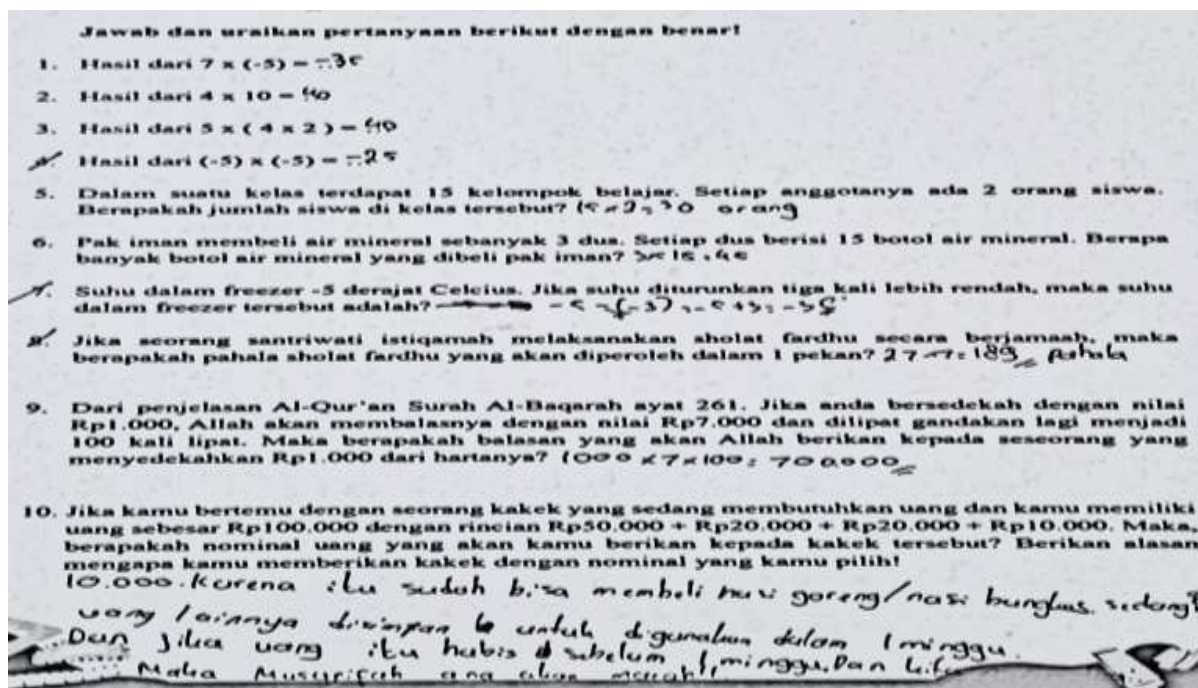 Jawab dan uraikan pertanyaan berikut dengan benar!
1. Hasil dari 7 x (-5) = -35
2. Hasil dari 4 x 10 = 40
3. Hasil dari 5 x ( 4 x 2 ) = 40
4. Hasil dari (-5) x (-5) = -25
5. Dalam suatu kelas terdapat 15 kelompok belajar. Setiap anggotanya ada 2 orang siswa.
Berapakah jumlah siswa di kelas tersebut? 15 x 2 = 30 orang
6. Pak iman membeli air mineral sebanyak 3 dus. Setiap dus berisi 15 botol air mineral. Berapa
banyak botol air mineral yang dibeli pak iman? 3x15 = 45
7. Suhu dalam freezer -5 derajat Celcius. Jika suhu diturunkan tiga kali lebih rendah, maka suhu
dalam freezer tersebut adalah? -5 -(-3) = -5 + 3 =
8. Jika seorang santriwati istiqamah melaksanakan sholat fardhu secara berjamaah, maka
berapakah pahala sholat fardhu yang akan diperoleh dalam 1 pekan? 27 x 7 = 189 pahala
9. Dari penjelasan Al-Qur'an Surah Al-Baqarah ayat 261. Jika anda bersedekah dengan nilai
Rp1.000, Allah akan membalasnya dengan nilai Rp7.000 dan dilipat gandakan lagi menjadi
100 kali lipat. Maka berapakah balasan yang akan Allah berikan kepada seseorang yang
menyedekahkan Rp1.000 dari hartanya? 1000 x 7 x 100 = 700.000
10. Jika kamu bertemu dengan seorang kakek yang sedang membutuhkan uang dan kamu memiliki
uang sebesar Rp100.000 dengan rincian Rp50.000 + Rp20.000 + Rp20.000 + Rp10.000. Maka,
berapakah nominal uang yang akan kamu berikan kepada kakek tersebut? Berikan alasan
mengapa kamu memberikan kakek dengan nominal yang kamu pilih!
10.000. Karena itu sudah bisa membeli nasi goreng/nasi bungkus. sedang
uang lainnya disimpan untuk digunakan dalam 1 minggu.
Dan jika uang itu habis sebelum 1 minggu. Dan
Maka ana akan